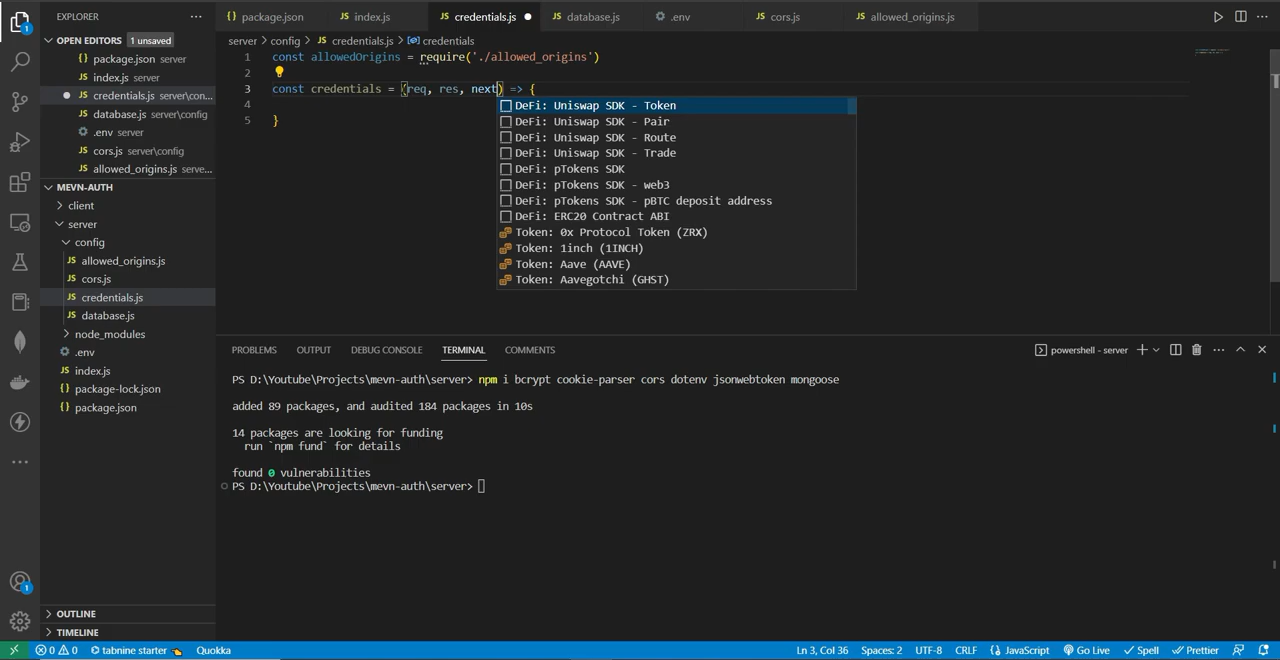 EXPLORER
package.json
index.js
credentials.js
database.js
.env
cors.js
allowed_origins.js
OPEN EDITORS 1 unsaved
package.json server
index.js server
credentials.js server\con...
database.js server\config
.env server
cors.js server\config
allowed_origins.js serve...
MEVN-AUTH
client
server
config
allowed_origins.js
cors.js
credentials.js
database.js
node_modules
.env
index.js
package-lock.json
package.json
OUTLINE
TIMELINE
server > config > JS credentials.js > credentials
1 const allowedOrigins = require('./allowed_origins')
2
3 const credentials = (req, res, next) => {
4
5 }
DeFi: Uniswap SDK - Token
DeFi: Uniswap SDK - Pair
DeFi: Uniswap SDK - Route
DeFi: Uniswap SDK - Trade
DeFi: pTokens SDK
DeFi: pTokens SDK - web3
DeFi: pTokens SDK - pBTC deposit address
DeFi: ERC20 Contract ABI
Token: 0x Protocol Token (ZRX)
Token: 1inch (1INCH)
Token: Aave (AAVE)
Token: Aavegotchi (GHST)
PROBLEMS OUTPUT DEBUG CONSOLE TERMINAL COMMENTS
powershell - server
PS D:\Youtube\Projects\mevn-auth\server> npm i bcrypt cookie-parser cors dotenv jsonwebtoken mongoose
added 89 packages, and audited 184 packages in 10s
14 packages are looking for funding
run `npm fund` for details
found 0 vulnerabilities
PS D:\Youtube\Projects\mevn-auth\server>
0 0 tabnine starter Quokka
Ln 3, Col 36 Spaces: 2 UTF-8 CRLF JavaScript Go Live Spell Prettier